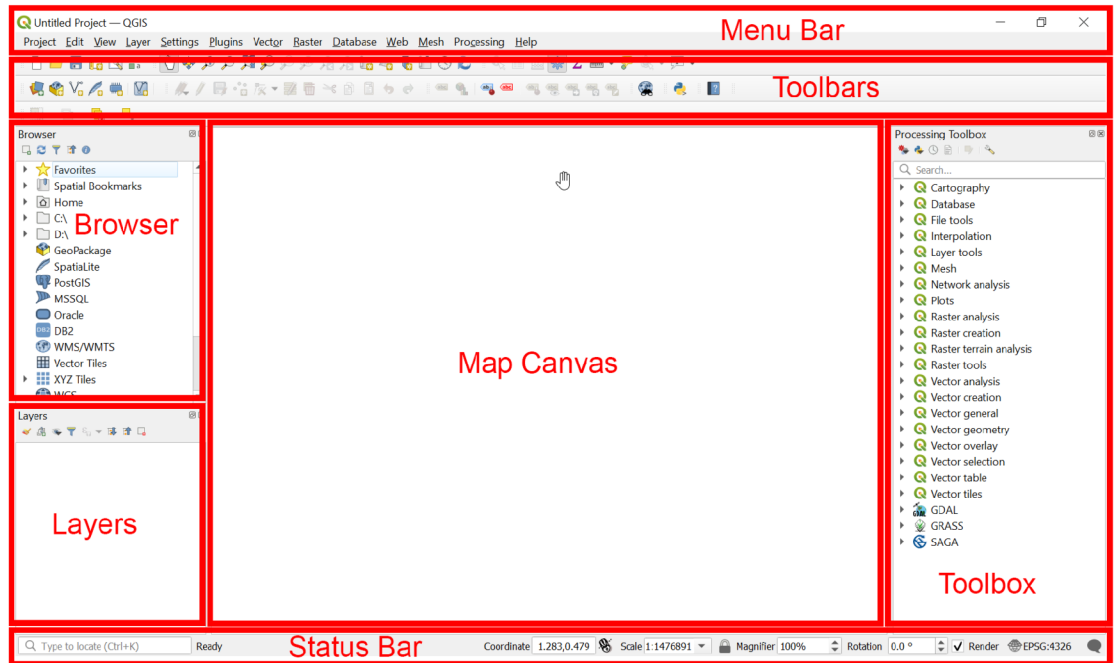 Untitled Project — QGIS
Menu Bar
Project Edit View Layer Settings Plugins Vector Raster Database Web Mesh Processing Help
Toolbars
Browser
Favorites
Spatial Bookmarks
Home
C:\
D:\
Browser
GeoPackage
SpatiaLite
PostGIS
MSSQL
Oracle
DB2 DB2
WMS/WMTS
Vector Tiles
XYZ Tiles
WCS
Layers
Layers
Map Canvas
Processing Toolbox
Search...
Cartography
Database
File tools
Interpolation
Layer tools
Mesh
Network analysis
Plots
Raster analysis
Raster creation
Raster terrain analysis
Raster tools
Vector analysis
Vector creation
Vector general
Vector geometry
Vector overlay
Vector selection
Vector table
Vector tiles
GDAL GDAL
GRASS
SAGA
Toolbox
Type to locate (Ctrl+K) Ready Status Bar Coordinate 1.283,0.479 Scale 1:1476891 Magnifier 100% Rotation 0.0 ° Render EPSG:4326